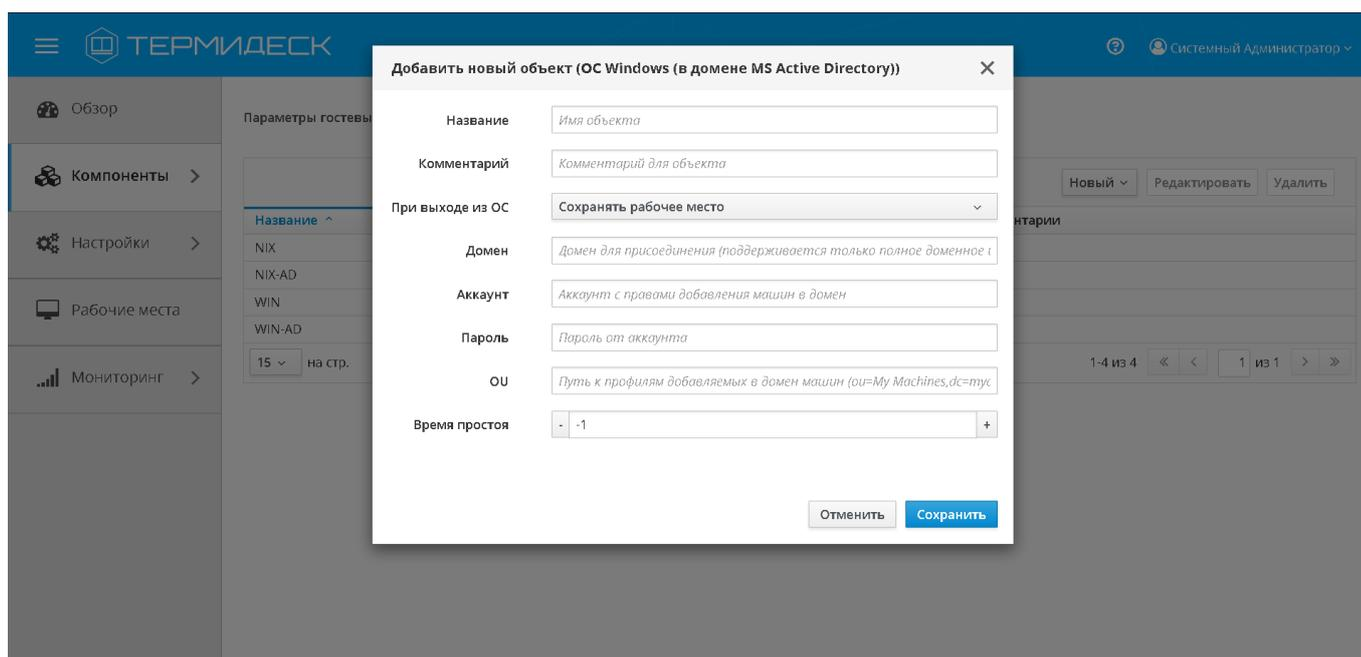 ТЕРМИДЕСК
Системный Администратор
Обзор
Компоненты
Настройки
Рабочие места
Мониторинг
Параметры гостевы
Новый
Редактировать
Удалить
Название
нтарии
NIX
NIX-AD
WIN
WIN-AD
15 на стр.
1-4 из 4 « < 1 из 1 > »
Добавить новый объект (ОС Windows (в домене MS Active Directory))
Название
Имя объекта
Комментарий
Комментарий для объекта
При выходе из ОС
Сохранять рабочее место
Домен
Домен для присоединения (поддерживается только полное доменное и
Аккаунт
Аккаунт с правами добавления машин в домен
Пароль
Пароль от аккаунта
OU
Путь к профилям добавляемых в домен машин (ou=My Machines,dc=myd
Время простоя
- -1 +
Отменить
Сохранить